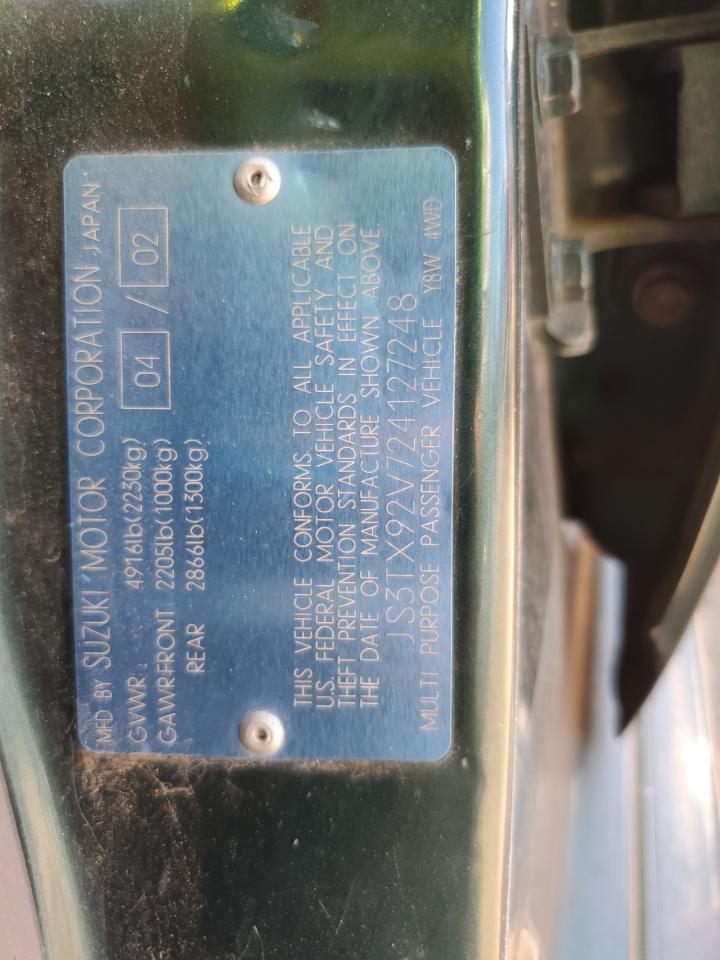 MFD BY SUZUKI MOTOR CORPORATION JAPAN
GVWR 4916lb(2230kg) 04 / 02
GAWRFRONT 2205lb(1000kg)
REAR 2866lb(1300kg)
THIS VEHICLE CONFORMS TO ALL APPLICABLE
U.S. FEDERAL MOTOR VEHICLE SAFETY AND
THEFT PREVENTION STANDARDS IN EFFECT ON
THE DATE OF MANUFACTURE SHOWN ABOVE.
JS3TX92V724127248
MULTI PURPOSE PASSENGER VEHICLE Y8W 4WD